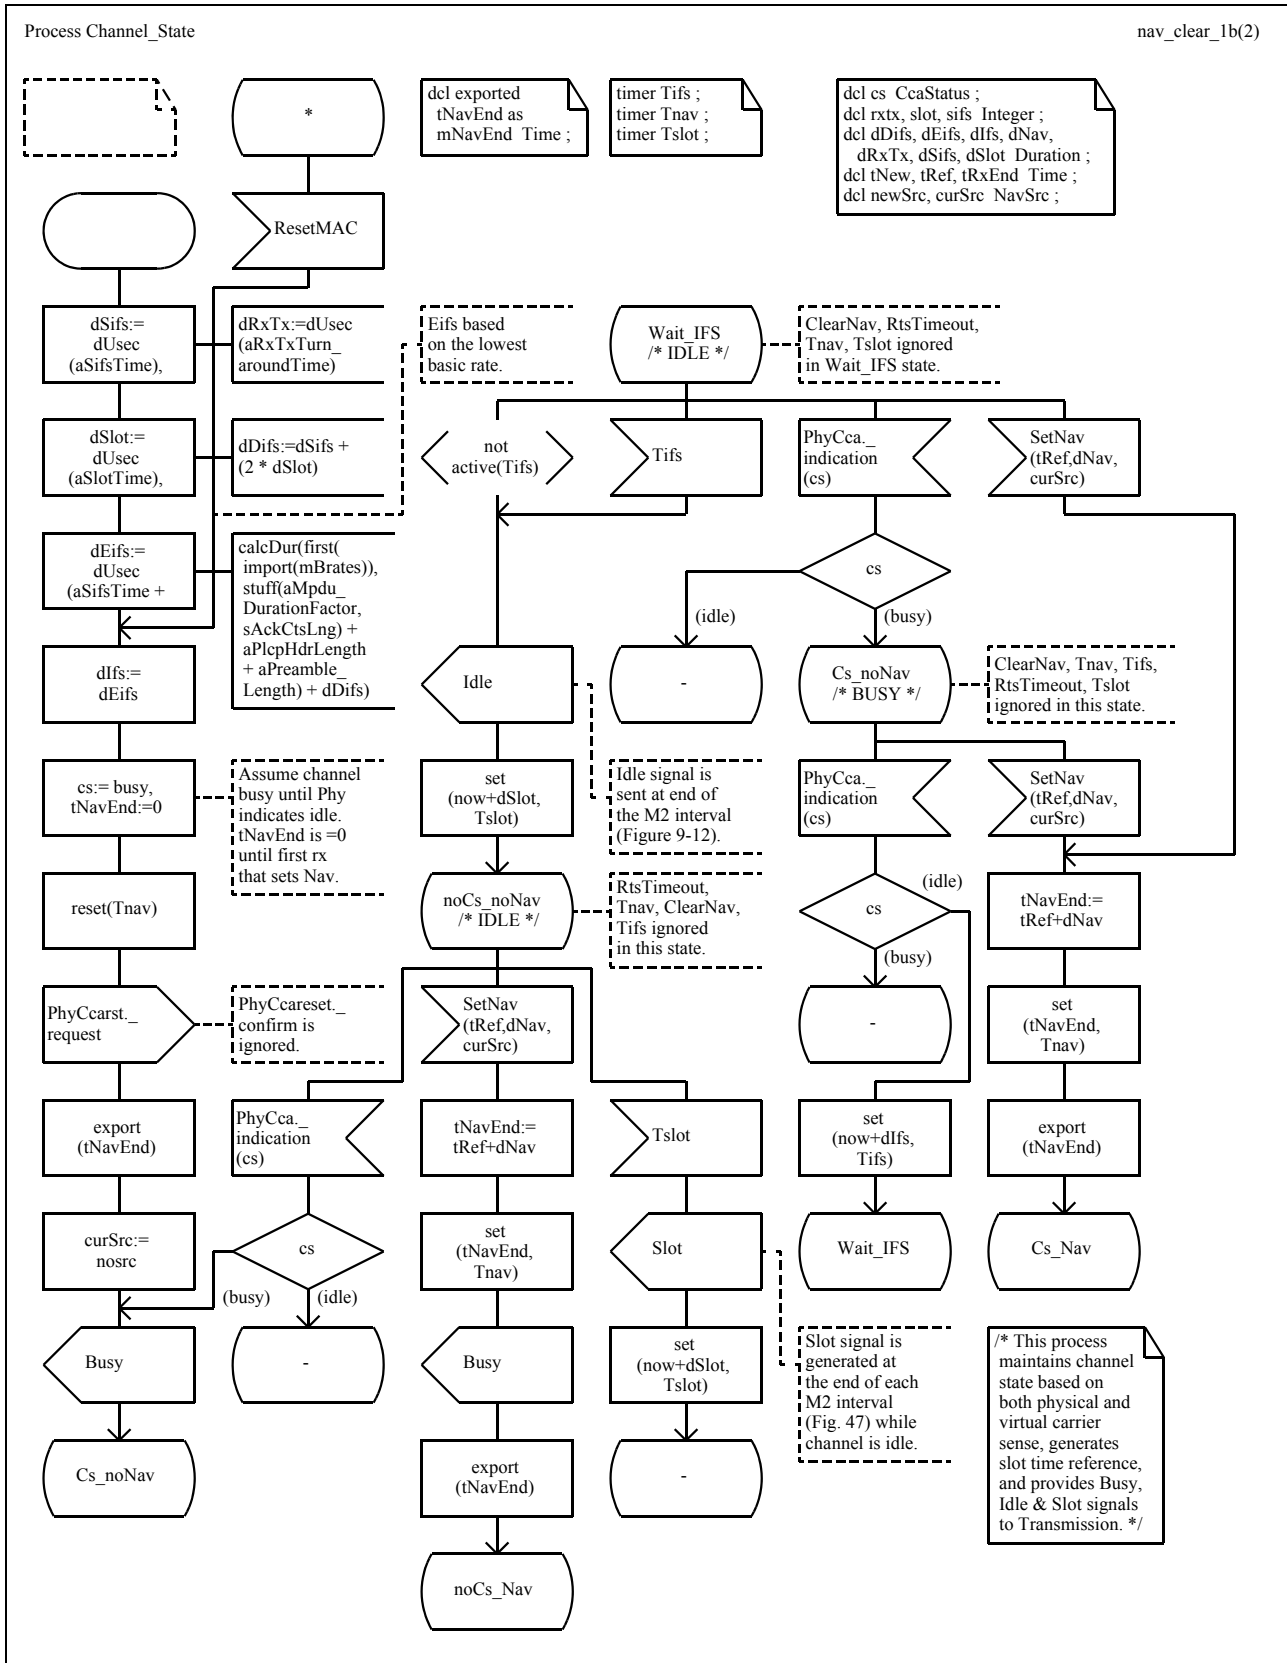 Process Channel_State
nav_clear_1b(2)
*
dcl exported
tNavEnd as
mNavEnd Time ;
timer Tifs ;
timer Tnav ;
timer Tslot ;
dcl cs CcaStatus ;
dcl rxtx, slot, sifs Integer ;
dcl dDifs, dEifs, dIfs, dNav,
dRxTx, dSifs, dSlot Duration ;
dcl tNew, tRef, tRxEnd Time ;
dcl newSrc, curSrc NavSrc ;
ResetMAC
dSifs:=
dUsec
(aSifsTime),
dRxTx:=dUsec
(aRxTxTurn_
aroundTime)
Eifs based
on the lowest
basic rate.
Wait_IFS
/* IDLE */
ClearNav, RtsTimeout,
Tnav, Tslot ignored
in Wait_IFS state.
dSlot:=
dUsec
(aSlotTime),
dDifs:=dSifs +
(2 * dSlot)
not
active(Tifs)
Tifs
PhyCca._
indication
(cs)
SetNav
(tRef,dNav,
curSrc)
dEifs:=
dUsec
(aSifsTime +
calcDur(first(
import(mBrates)),
stuff(aMpdu_
DurationFactor,
sAckCtsLng) +
aPlcpHdrLength
+ aPreamble_
Length) + dDifs)
cs
(idle)
(busy)
dIfs:=
dEifs
Idle
-
Cs_noNav
/* BUSY */
ClearNav, Tnav, Tifs,
RtsTimeout, Tslot
ignored in this state.
cs:= busy,
tNavEnd:=0
Assume channel
busy until Phy
indicates idle.
tNavEnd is =0
until first rx
that sets Nav.
set
(now+dSlot,
Tslot)
Idle signal is
sent at end of
the M2 interval
(Figure 9-12).
PhyCca._
indication
(cs)
SetNav
(tRef,dNav,
curSrc)
reset(Tnav)
noCs_noNav
/* IDLE */
RtsTimeout,
Tnav, ClearNav,
Tifs ignored
in this state.
cs
(idle)
(busy)
tNavEnd:=
tRef+dNav
PhyCcarst._
request
PhyCcareset._
confirm is
ignored.
SetNav
(tRef,dNav,
curSrc)
-
set
(tNavEnd,
Tnav)
export
(tNavEnd)
PhyCca._
indication
(cs)
tNavEnd:=
tRef+dNav
Tslot
set
(now+dIfs,
Tifs)
export
(tNavEnd)
curSrc:=
nosrc
cs
(busy)
(idle)
set
(tNavEnd,
Tnav)
Slot
Wait_IFS
Cs_Nav
Busy
-
Busy
set
(now+dSlot,
Tslot)
Slot signal is
generated at
the end of each
M2 interval
(Fig. 47) while
channel is idle.
/* This process
maintains channel
state based on
both physical and
virtual carrier
sense, generates
slot time reference,
and provides Busy,
Idle & Slot signals
to Transmission. */
Cs_noNav
export
(tNavEnd)
-
noCs_Nav